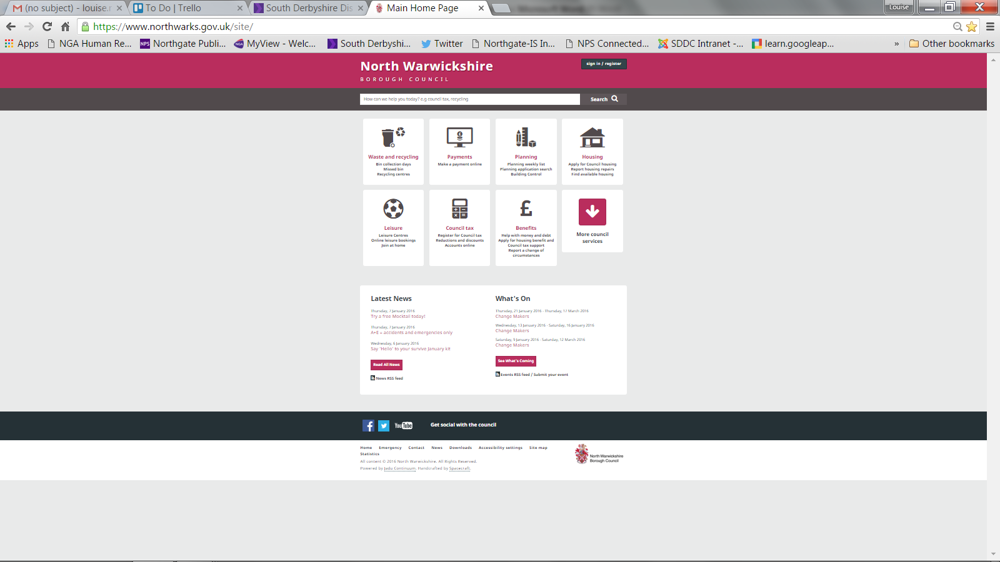 (no subject) - louise.r
To Do | Trello
South Derbyshire Dis
Main Home Page
Louise
https://www.northwarks.gov.uk/site/
Apps
NGA Human Re...
NPS Northgate Publi...
NGA MyView - Welc...
South Derbyshi...
Twitter
Northgate-IS In...
NPS Connected...
SDDC Intranet -...
learn.googleap...
»
Other bookmarks
North Warwickshire
BOROUGH COUNCIL
sign in / register
How can we help you today? e.g council tax, recycling
Search
Waste and recycling
Bin collection days
Missed bin
Recycling centres
Payments
Make a payment online
Planning
Planning weekly list
Planning application search
Building Control
Housing
Apply for Council housing
Report housing repairs
Find available housing
Leisure
Leisure Centres
Online leisure bookings
Join at home
Council tax
Register for Council tax
Reductions and discounts
Accounts online
£
Benefits
Help with money and debt
Apply for housing benefit and
Council tax support
Report a change of
circumstances
More council
services
Latest News
Thursday, 7 January 2016
Try a free Mocktail today!
Thursday, 7 January 2016
A+E = accidents and emergencies only
Wednesday, 6 January 2016
Say 'Hello' to your survive January kit
Read All News
News RSS feed
What's On
Thursday, 21 January 2016 - Thursday, 17 March 2016
Change Makers
Wednesday, 13 January 2016 - Saturday, 16 January 2016
Change Makers
Saturday, 9 January 2016 - Saturday, 12 March 2016
Change Makers
See What's Coming
Events RSS feed / Submit your event
f
You Tube
Get social with the council
Home Emergency Contact News Downloads Accessibility settings Site map
Statistics
All content © 2016 North Warwickshire. All Rights Reserved.
Powered by Jadu Continuum. Handcrafted by Spacecraft.
North Warwickshire
Borough Council